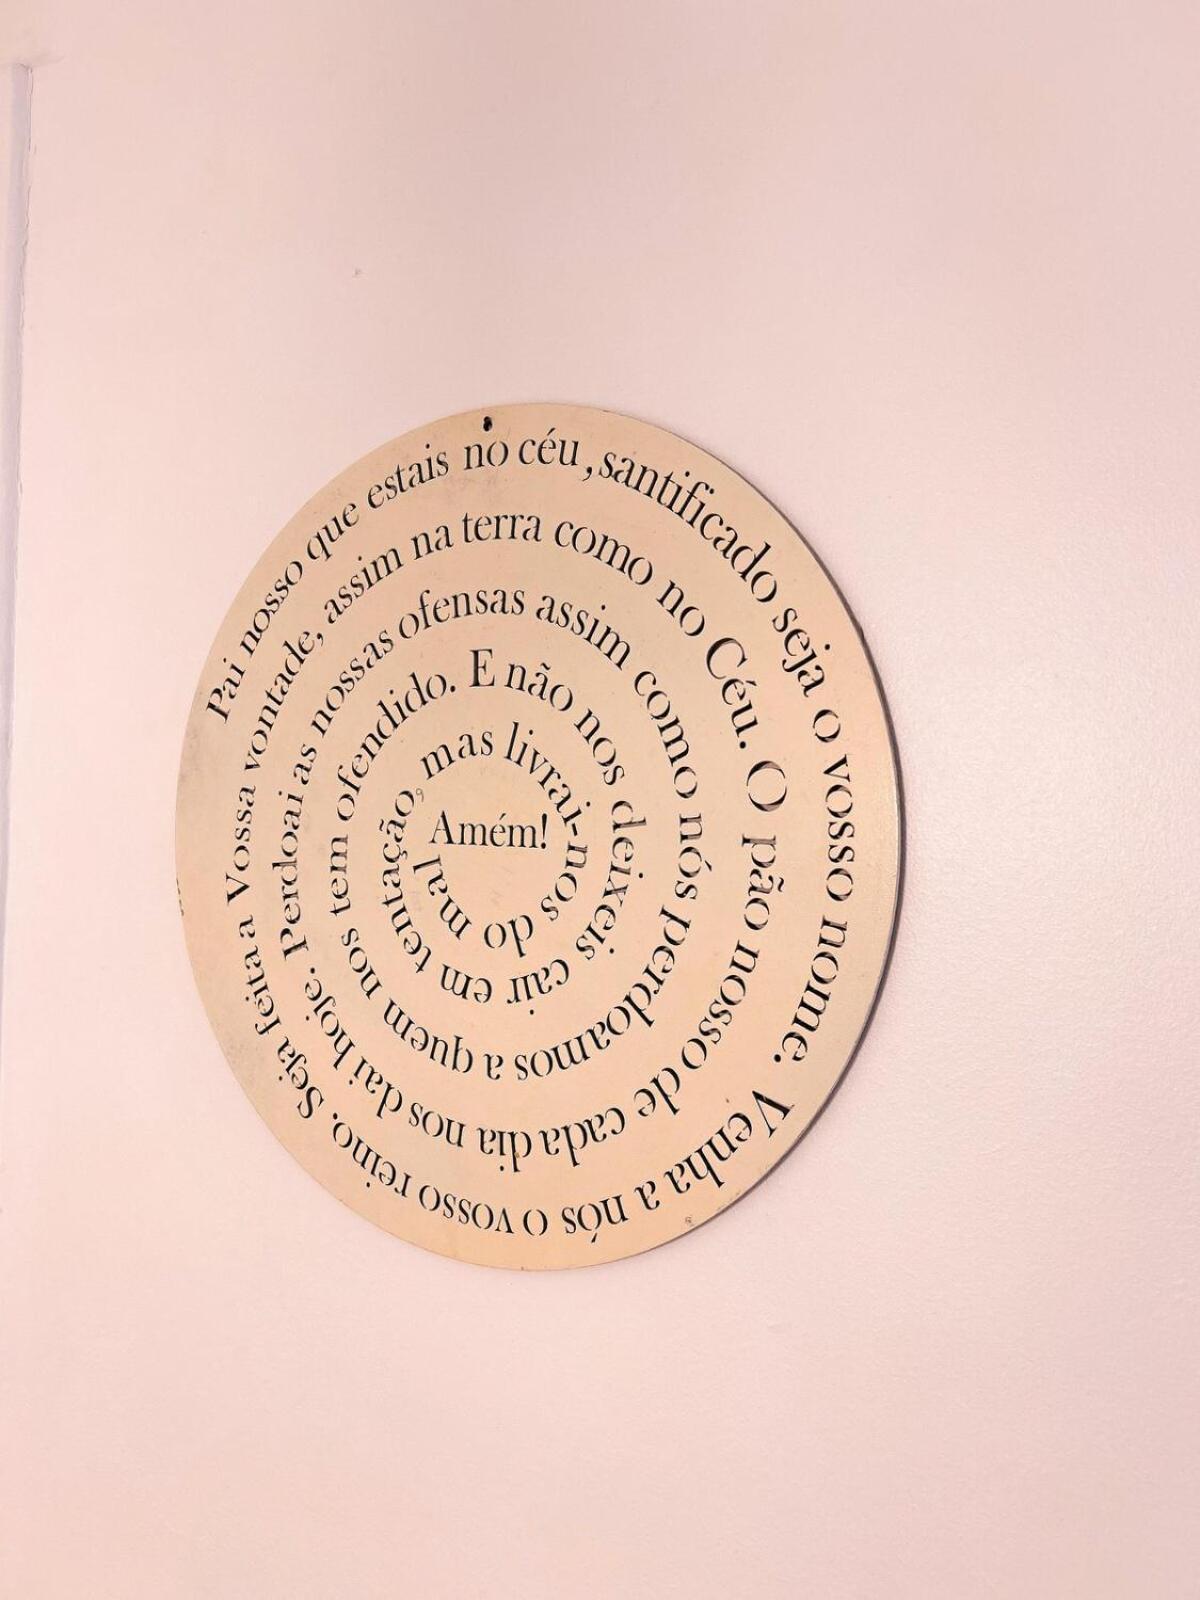 Pai nosso que estais no céu, santificado seja o vosso nome. Venha a nós o vosso reino. Seja feita a Vossa vontade, assim na terra como no Céu. O pão nosso de cada dia nos dai hoje. Perdoai as nossas ofensas assim como nós perdoamos a quem nos tem ofendido. E não nos deixeis cair em tentação, mas livrai-nos do mal
Amém!